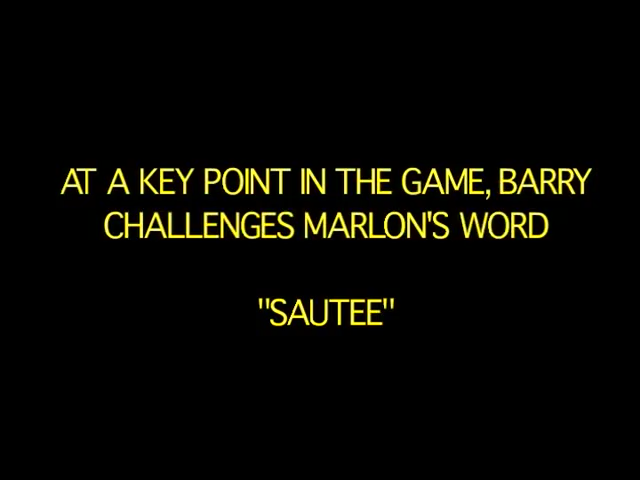 AT A KEY POINT IN THE GAME, BARRY
CHALLENGES MARLON'S WORD
"SAUTEE"